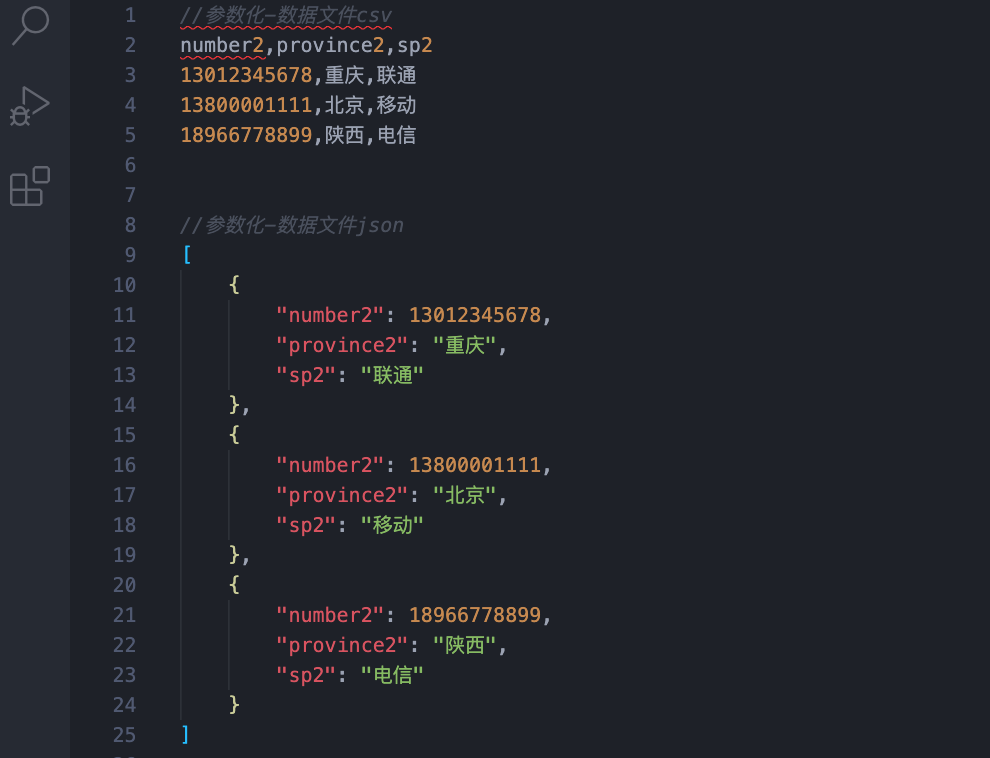 1 //参数化-数据文件csv
2 number2,province2,sp2
3 13012345678,重庆,联通
4 13800001111,北京,移动
5 18966778899,陕西,电信
6
7
8 //参数化-数据文件json
9 [
10 {
11 "number2": 13012345678,
12 "province2": "重庆",
13 "sp2": "联通"
14 },
15 {
16 "number2": 13800001111,
17 "province2": "北京",
18 "sp2": "移动"
19 },
20 {
21 "number2": 18966778899,
22 "province2": "陕西",
23 "sp2": "电信"
24 }
25 ]